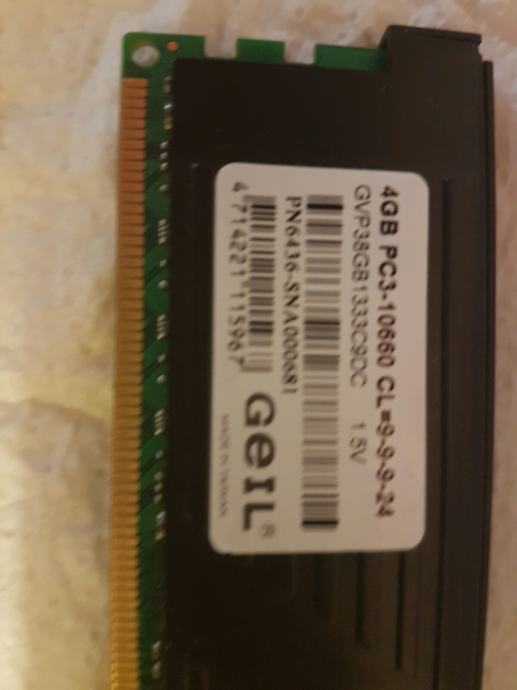 4GB PC3-10660 CL=9-9-9-24
GVP38GB1333C9DC 1.5V
PN6436-SNA000681
4 714221 115967
GeIL®
MADE IN TAIWAN